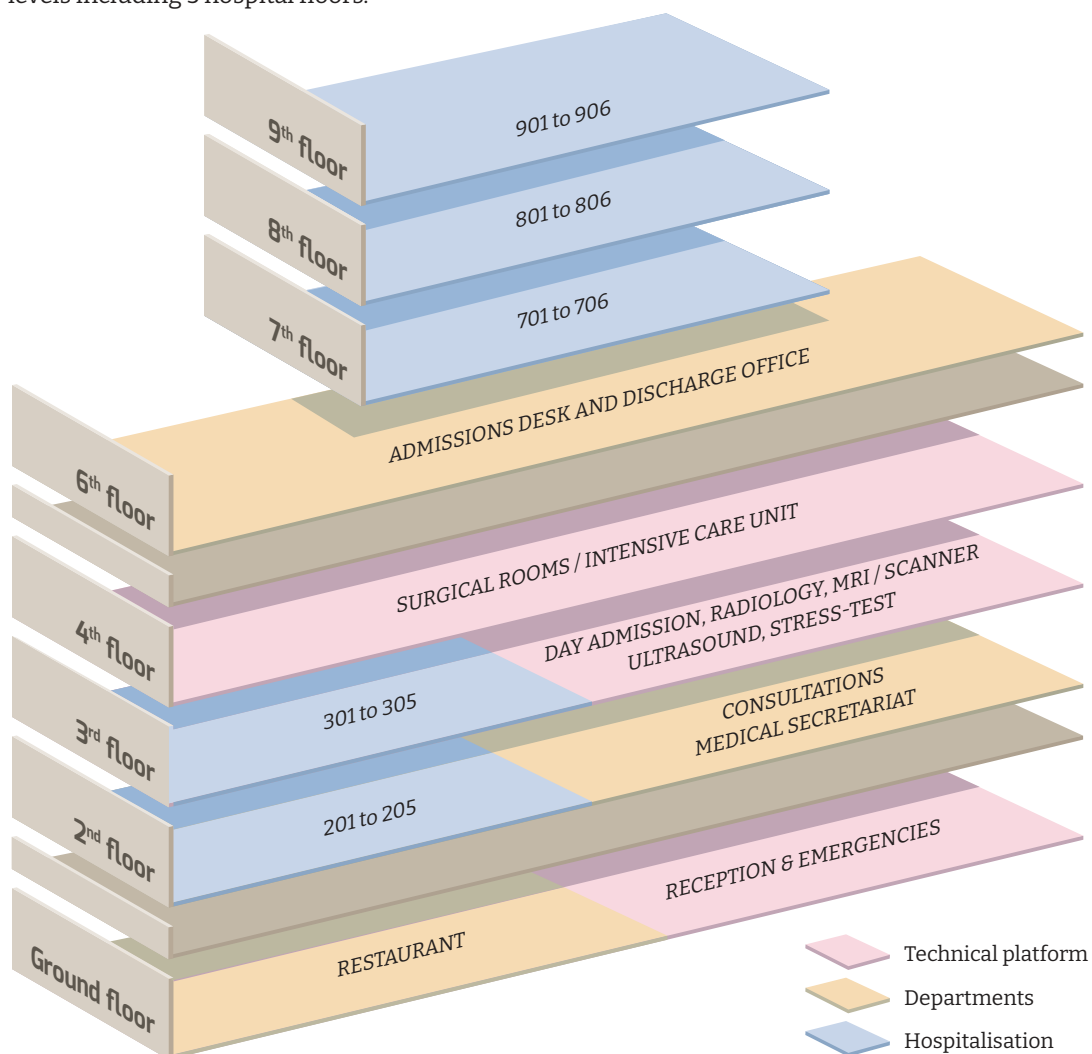 levels including 5 hospital floors.
9th floor
901 to 906
8th floor
801 to 806
7th floor
701 to 706
6th floor
ADMISSIONS DESK AND DISCHARGE OFFICE
4th floor
SURGICAL ROOMS / INTENSIVE CARE UNIT
3rd floor
301 to 305
DAY ADMISSION, RADIOLOGY, MRI / SCANNER
ULTRASOUND, STRESS-TEST
2nd floor
201 to 205
CONSULTATIONS
MEDICAL SECRETARIAT
Ground floor
RESTAURANT
RECEPTION & EMERGENCIES
Technical platform
Departments
Hospitalisation